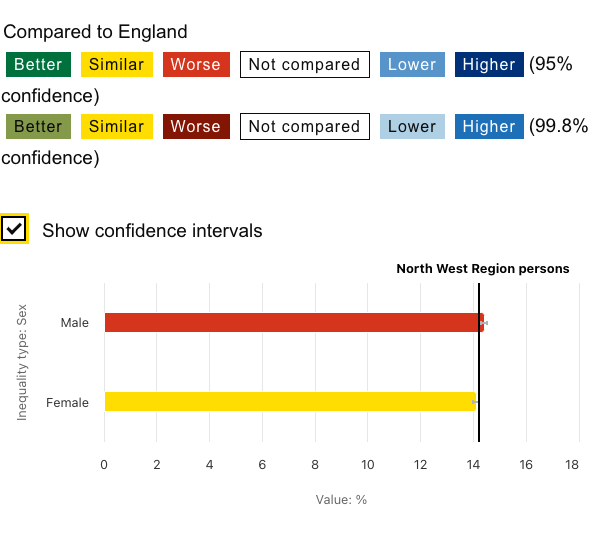 Compared to England
Better Similar Worse Not compared Lower Higher (95%
confidence)
Better Similar Worse Not compared Lower Higher (99.8%
confidence)
Show confidence intervals
North West Region persons
Inequality type: Sex
Male
Female
0 2 4 6 8 10 12 14 16 18
Value: %